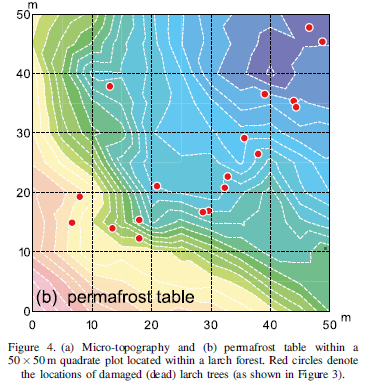 m
50
40
30
20
10
0
(b) permafrost table
0 10 20 30 40 50 m
Figure 4. (a) Micro-topography and (b) permafrost table within a
50 × 50 m quadrate plot located within a larch forest. Red circles denote
the locations of damaged (dead) larch trees (as shown in Figure 3).